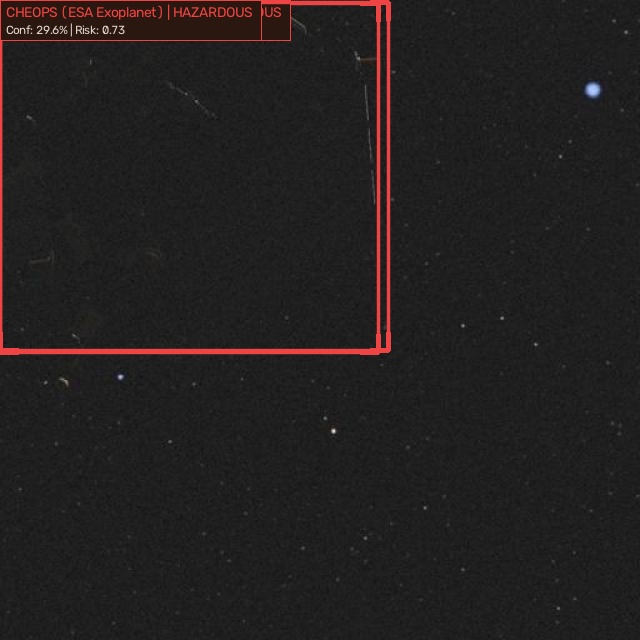 CHEOPS (ESA Exoplanet) | HAZARDOUS
Conf: 29.6% | Risk: 0.73